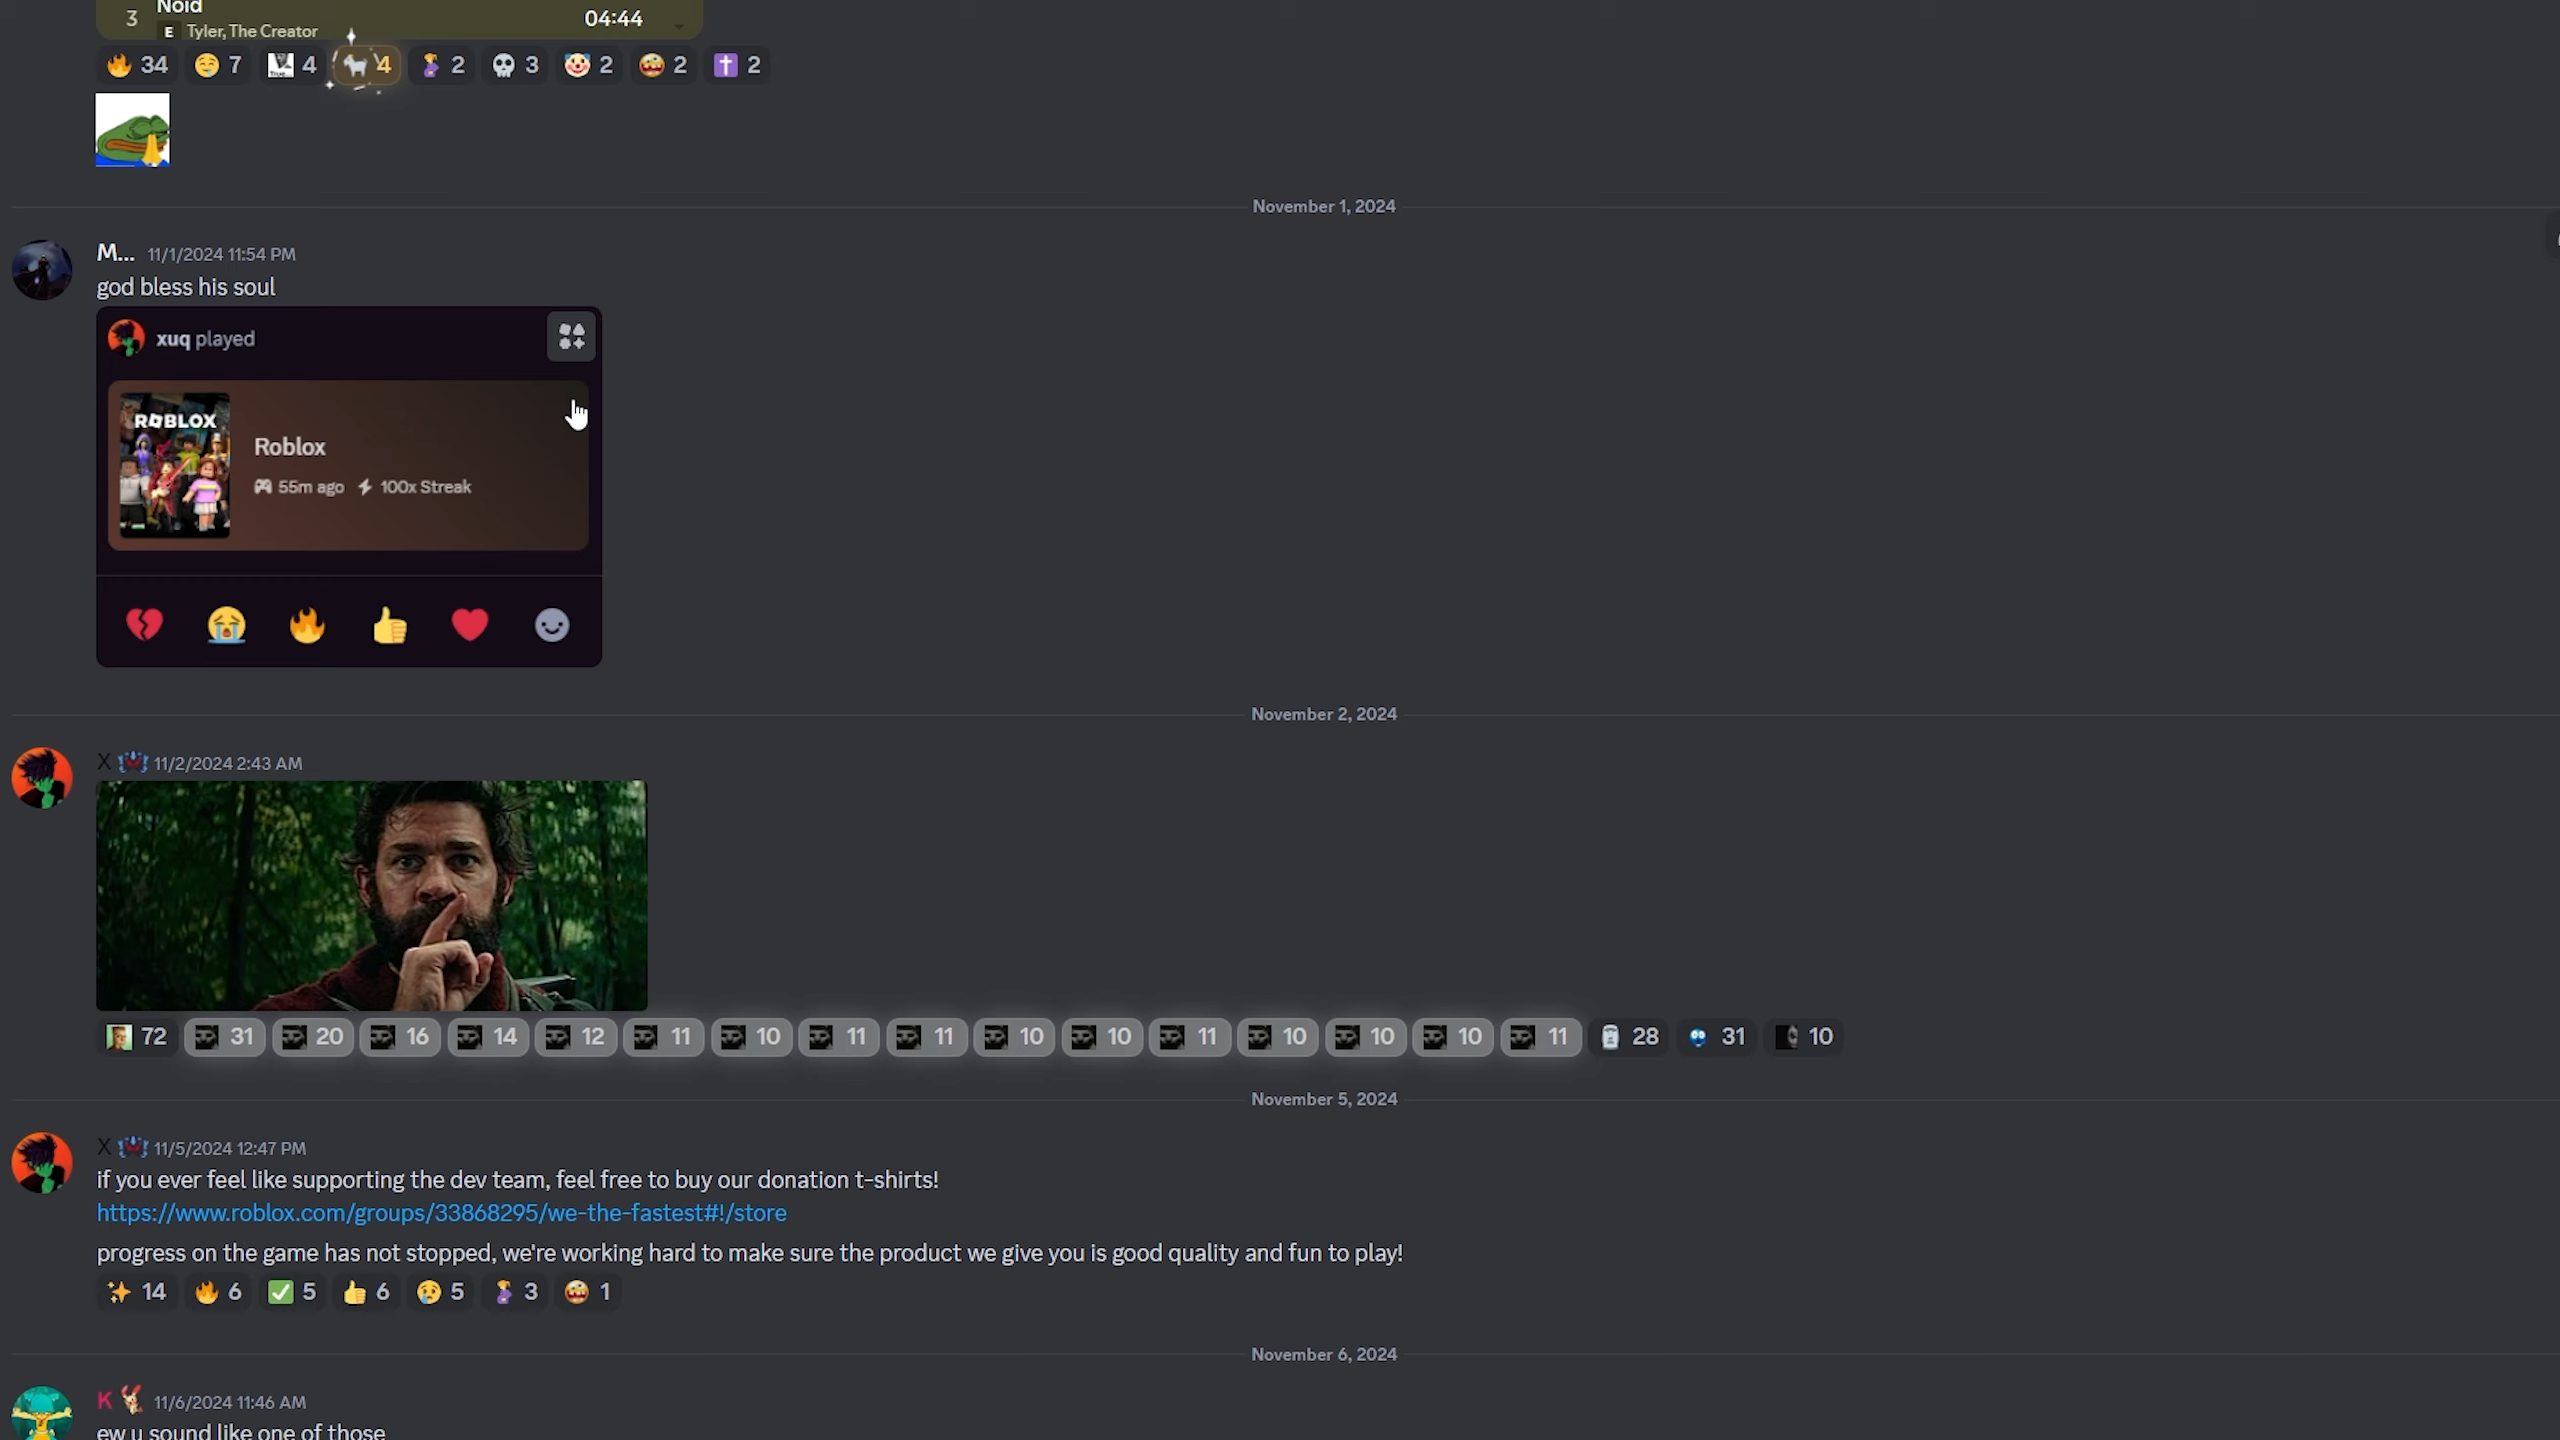 Noid
3
04:44
E Tyler, The Creator
34 7 4 4 2 3 2 2 2
November 1, 2024
M... 11/1/2024 11:54 PM
god bless his soul
xuq played
ROBLOX
Roblox
55m ago 100x Streak
November 2, 2024
X 11/2/2024 2:43 AM
72 31 20 16 14 12 11 10 11 11 10 10 11 10 10 10 11 28 31 10
November 5, 2024
X 11/5/2024 12:47 PM
if you ever feel like supporting the dev team, feel free to buy our donation t-shirts!
https://www.roblox.com/groups/33868295/we-the-fastest#!/store
progress on the game has not stopped, we're working hard to make sure the product we give you is good quality and fun to play!
14 6 5 6 5 3 1
November 6, 2024
K 11/6/2024 11:46 AM
ew u sound like one of those